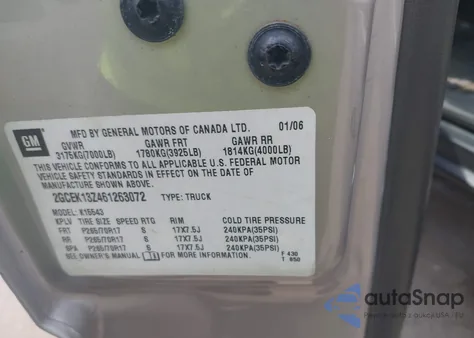 GM
MFD BY GENERAL MOTORS OF CANADA LTD. 01/06
GVWR GAWR FRT GAWR RR
3175KG(7000LB) 1780KG(3925LB) 1814KG(4000LB)
THIS VEHICLE CONFORMS TO ALL APPLICABLE U.S. FEDERAL MOTOR
VEHICLE SAFETY STANDARDS IN EFFECT ON THE DATE OF
MANUFACTURE SHOWN ABOVE.
2GCEK13Z461263072 TYPE: TRUCK
MODEL: K15543
KPLV TIRE SIZE SPEED RTG RIM COLD TIRE PRESSURE
FRT P265/70R17 S 17X7.5J 240KPA(35PSI)
RR P265/70R17 S 17X7.5J 240KPA(35PSI)
SPA P265/70R17 S 17X7.5J 240KPA(35PSI)
SEE OWNER'S MANUAL FOR MORE INFORMATION. F 430
T 850
autoSnap